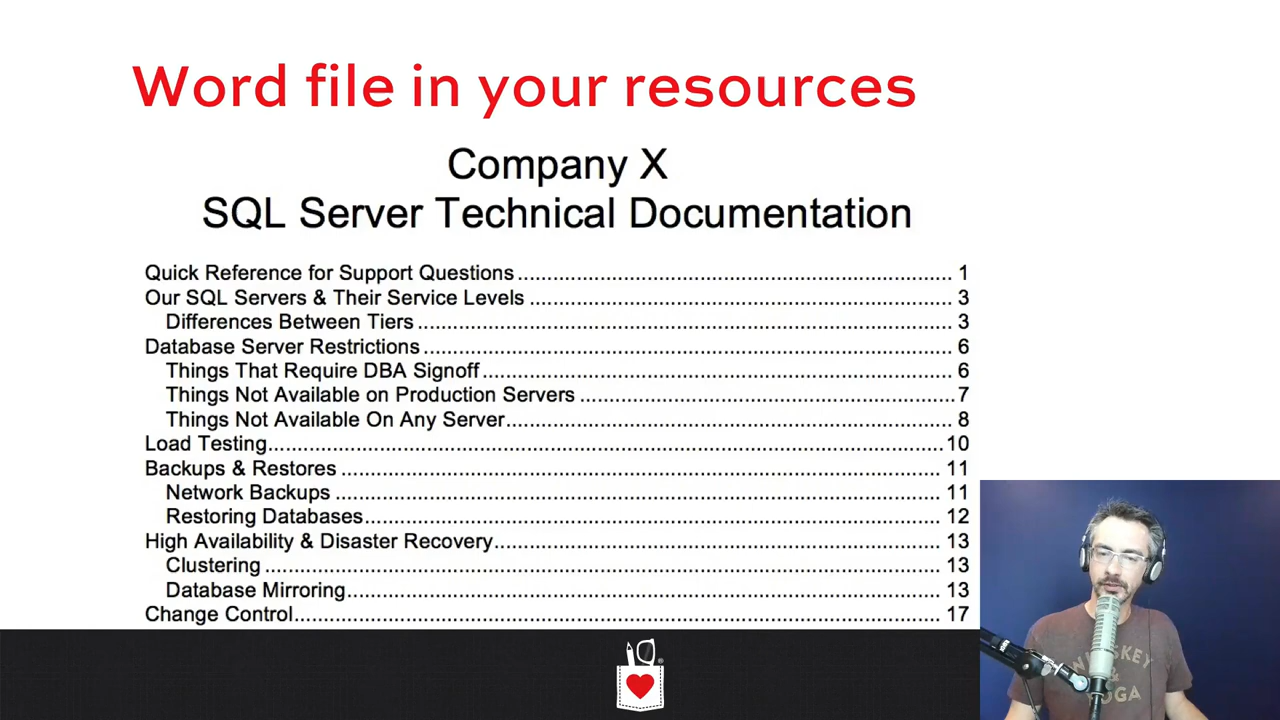 Word file in your resources
Company X
SQL Server Technical Documentation
Quick Reference for Support Questions 1
Our SQL Servers & Their Service Levels 3
Differences Between Tiers 3
Database Server Restrictions 6
Things That Require DBA Signoff 6
Things Not Available on Production Servers 7
Things Not Available On Any Server 8
Load Testing 10
Backups & Restores 11
Network Backups 11
Restoring Databases 12
High Availability & Disaster Recovery 13
Clustering 13
Database Mirroring 13
Change Control 17
&